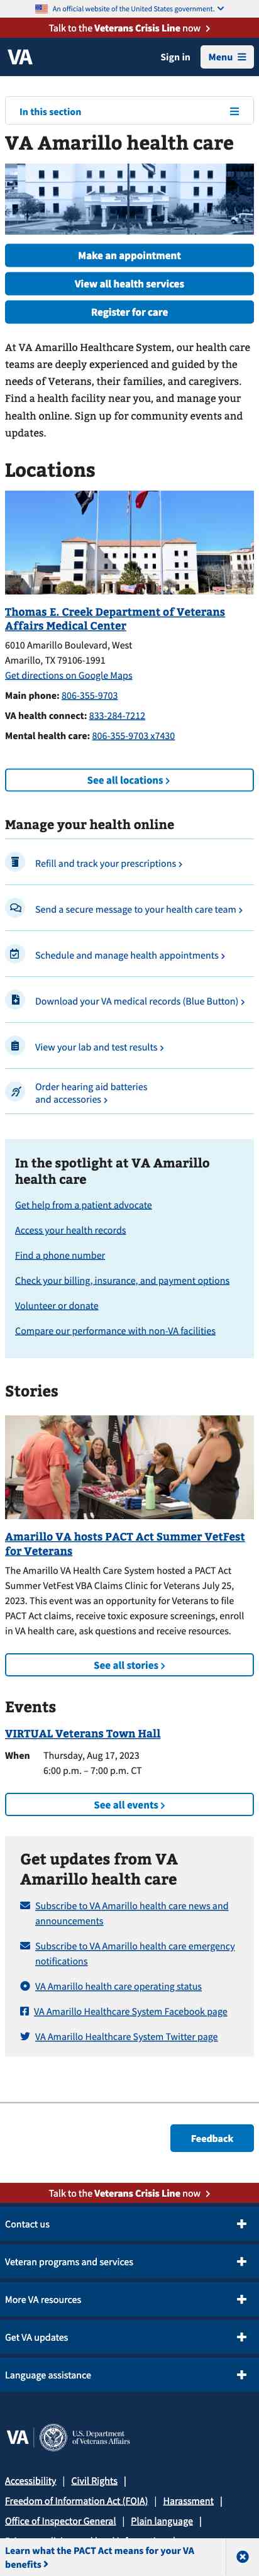 An official website of the United States government.
Talk to the Veterans Crisis Line now
VA
Sign in
Menu
In this section
VA Amarillo health care
Make an appointment
View all health services
Register for care
At VA Amarillo Healthcare System, our health care
teams are deeply experienced and guided by the
needs of Veterans, their families, and caregivers.
Find a health facility near you, and manage your
health online. Sign up for community events and
updates.
Locations
Thomas E. Creek Department of Veterans
Affairs Medical Center
6010 Amarillo Boulevard, West
Amarillo, TX 79106-1991
Get directions on Google Maps
Main phone: 806-355-9703
VA health connect: 833-284-7212
Mental health care: 806-355-9703 x7430
See all locations
Manage your health online
Refill and track your prescriptions
Send a secure message to your health care team
Schedule and manage health appointments
Download your VA medical records (Blue Button)
View your lab and test results
Order hearing aid batteries
and accessories
In the spotlight at VA Amarillo
health care
Get help from a patient advocate
Access your health records
Find a phone number
Check your billing, insurance, and payment options
Volunteer or donate
Compare our performance with non-VA facilities
Stories
Amarillo VA hosts PACT Act Summer VetFest
for Veterans
The Amarillo VA Health Care System hosted a PACT Act
Summer VetFest VBA Claims Clinic for Veterans July 25,
2023. This event was an opportunity for Veterans to file
PACT Act claims, receive toxic exposure screenings, enroll
in VA health care, ask questions and receive resources.
See all stories
Events
VIRTUAL Veterans Town Hall
When Thursday, Aug 17, 2023
6:00 p.m. – 7:00 p.m. CT
See all events
Get updates from VA
Amarillo health care
Subscribe to VA Amarillo health care news and
announcements
Subscribe to VA Amarillo health care emergency
notifications
VA Amarillo health care operating status
VA Amarillo Healthcare System Facebook page
VA Amarillo Healthcare System Twitter page
Feedback
Talk to the Veterans Crisis Line now
Contact us
Veteran programs and services
More VA resources
Get VA updates
Language assistance
VA U.S. Department
of Veterans Affairs
Accessibility | Civil Rights |
Freedom of Information Act (FOIA) | Harassment |
Office of Inspector General | Plain language |
Learn what the PACT Act means for your VA
benefits